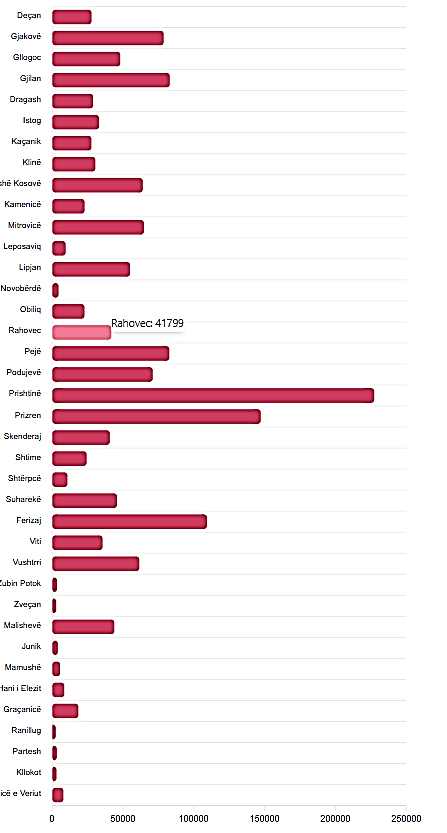 Deçan
Gjakovë
Gllogoc
Gjilan
Dragash
Istog
Kaçanik
Klinë
shë Kosovë
Kamenicë
Mitrovicë
Leposaviq
Lipjan
Novobërdë
Obiliq
Rahovec
Rahovec: 41799
Pejë
Podujevë
Prishtinë
Prizren
Skenderaj
Shtime
Shtërpcë
Suharekë
Ferizaj
Viti
Vushtrri
Zubin Potok
Zveçan
Malishevë
Junik
Mamushë
Hani i Elezit
Graçanicë
Ranillug
Partesh
Kllokot
icë e Veriut
0 50000 100000 150000 200000 250000